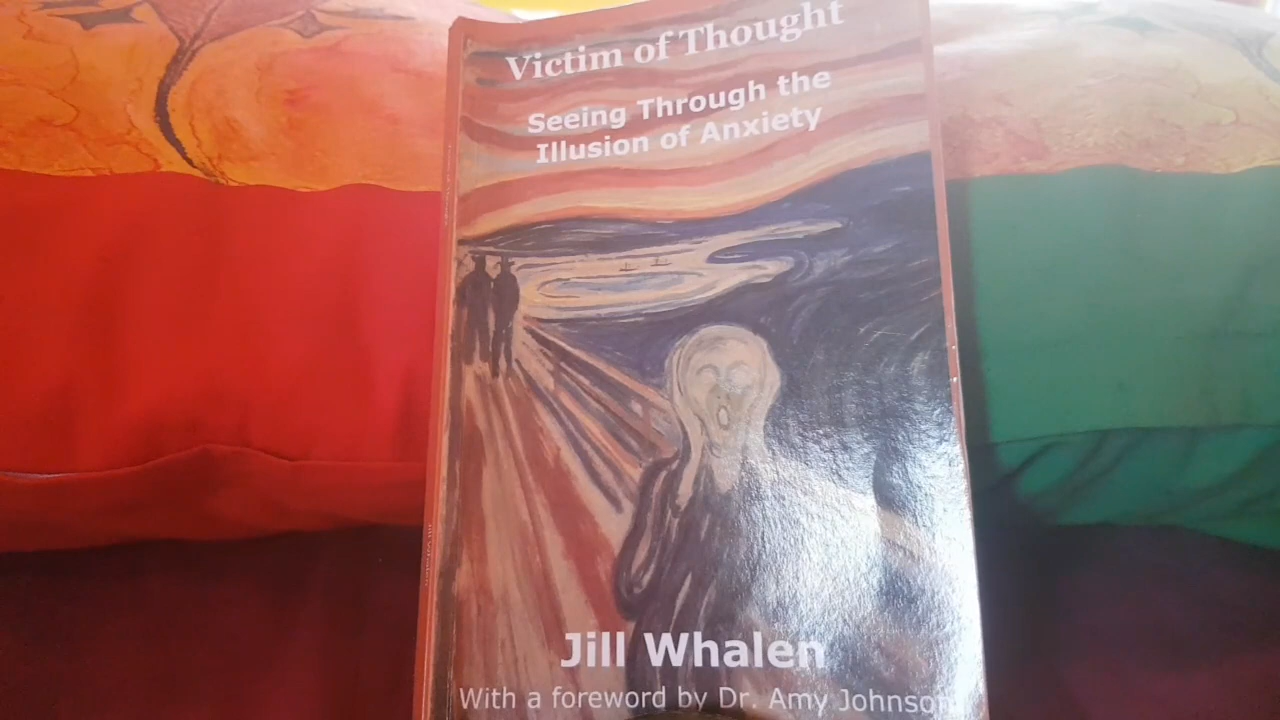 Victim of Thought
Seeing Through the
Illusion of Anxiety
Jill Whalen
With a foreword by Dr. Amy Johnson